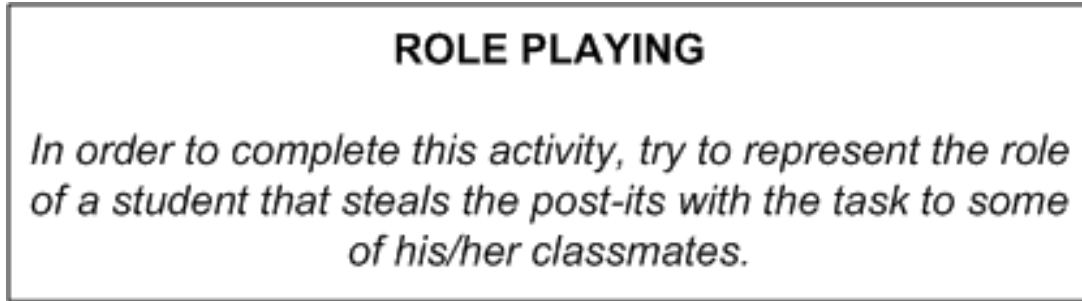 ROLE PLAYING
In order to complete this activity, try to represent the role
of a student that steals the post-its with the task to some
of his/her classmates.